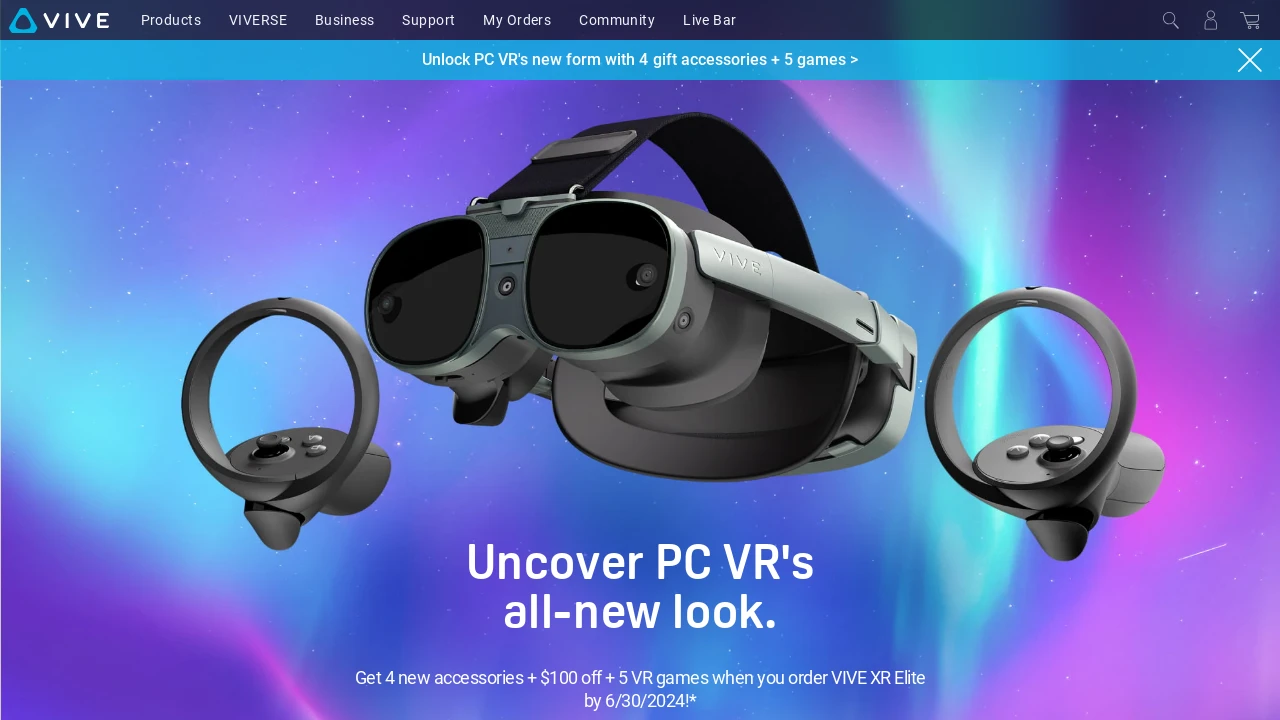 VIVE Products VIVERSE Business Support My Orders Community Live Bar
Unlock PC VR's new form with 4 gift accessories + 5 games >
VIVE
Uncover PC VR's
all-new look.
Get 4 new accessories + $100 off + 5 VR games when you order VIVE XR Elite
by 6/30/2024!*